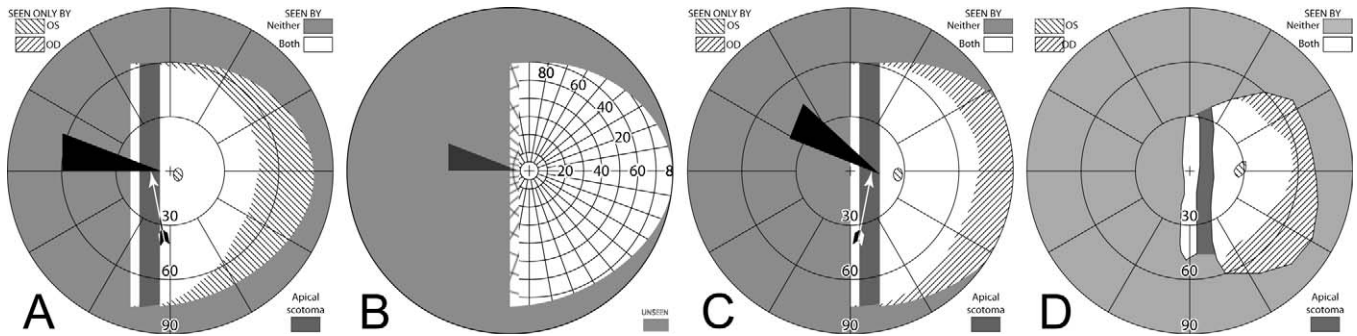 SEEN ONLY BY
OS
OD
SEEN BY
Neither
Both
30
60
90
Apical
scotoma
A
80
60
40
20
20
40
60
8
UNSEEN
B
SEEN ONLY BY
OS
OD
SEEN BY
Neither
Both
30
60
90
Apical
scotoma
C
OS
OD
SEEN BY
Neither
Both
30
60
90
Apical
scotoma
D